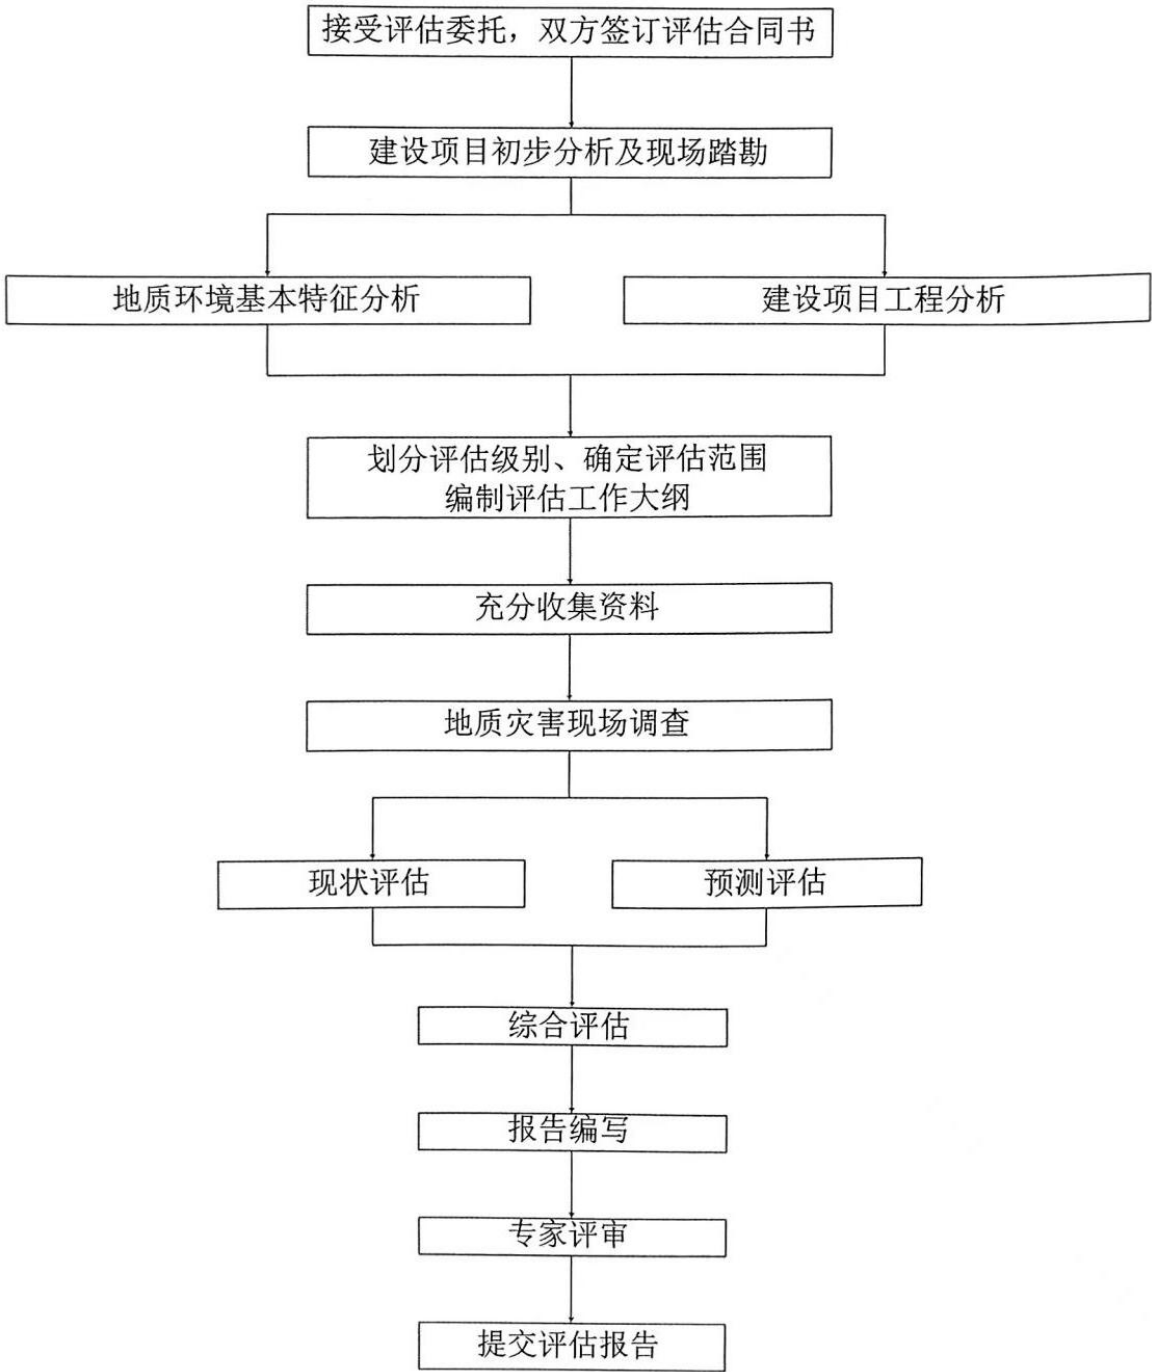 接受评估委托，双方签订评估合同书
建设项目初步分析及现场踏勘
地质环境基本特征分析
建设项目工程分析
划分评估级别、确定评估范围
编制评估工作大纲
充分收集资料
地质灾害现场调查
现状评估
预测评估
综合评估
报告编写
专家评审
提交评估报告